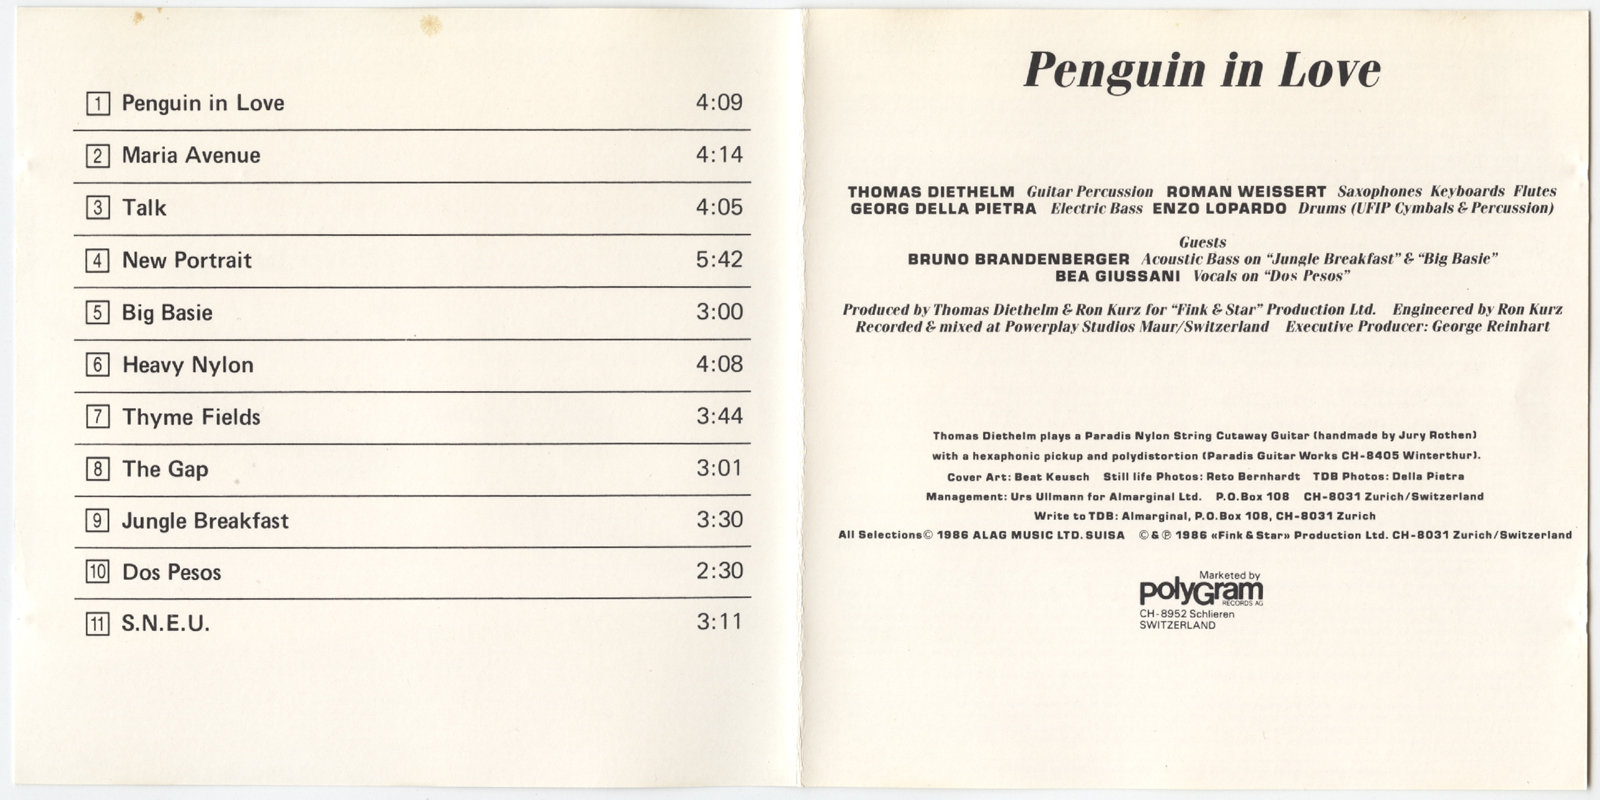 1 Penguin in Love 4:09
2 Maria Avenue 4:14
3 Talk 4:05
4 New Portrait 5:42
5 Big Basie 3:00
6 Heavy Nylon 4:08
7 Thyme Fields 3:44
8 The Gap 3:01
9 Jungle Breakfast 3:30
10 Dos Pesos 2:30
11 S.N.E.U. 3:11
Penguin in Love
THOMAS DIETHELM Guitar Percussion ROMAN WEISSERT Saxophones Keyboards Flutes
GEORG DELLA PIETRA Electric Bass ENZO LOPARDO Drums (UFIP Cymbals & Percussion)
Guests
BRUNO BRANDENBERGER Acoustic Bass on “Jungle Breakfast” & “Big Basie”
BEA GIUSSANI Vocals on “Dos Pesos”
Produced by Thomas Diethelm & Ron Kurz for “Fink & Star” Production Ltd. Engineered by Ron Kurz
Recorded & mixed at Powerplay Studios Maur/Switzerland Executive Producer: George Reinhart
Thomas Diethelm plays a Paradis Nylon String Cutaway Guitar (handmade by Jury Rothen)
with a hexaphonic pickup and polydistortion (Paradis Guitar Works CH-8405 Winterthur).
Cover Art: Beat Keusch Still life Photos: Reto Bernhardt TDB Photos: Della Pietra
Management: Urs Ullmann for Almarginal Ltd. P.O.Box 108 CH-8031 Zurich/Switzerland
Write to TDB: Almarginal, P.O.Box 108, CH-8031 Zurich
All Selections © 1986 ALAG MUSIC LTD. SUISA © & ℗ 1986 «Fink & Star» Production Ltd. CH-8031 Zurich/Switzerland
Marketed by
polyGram
RECORDS AG
CH-8952 Schlieren
SWITZERLAND